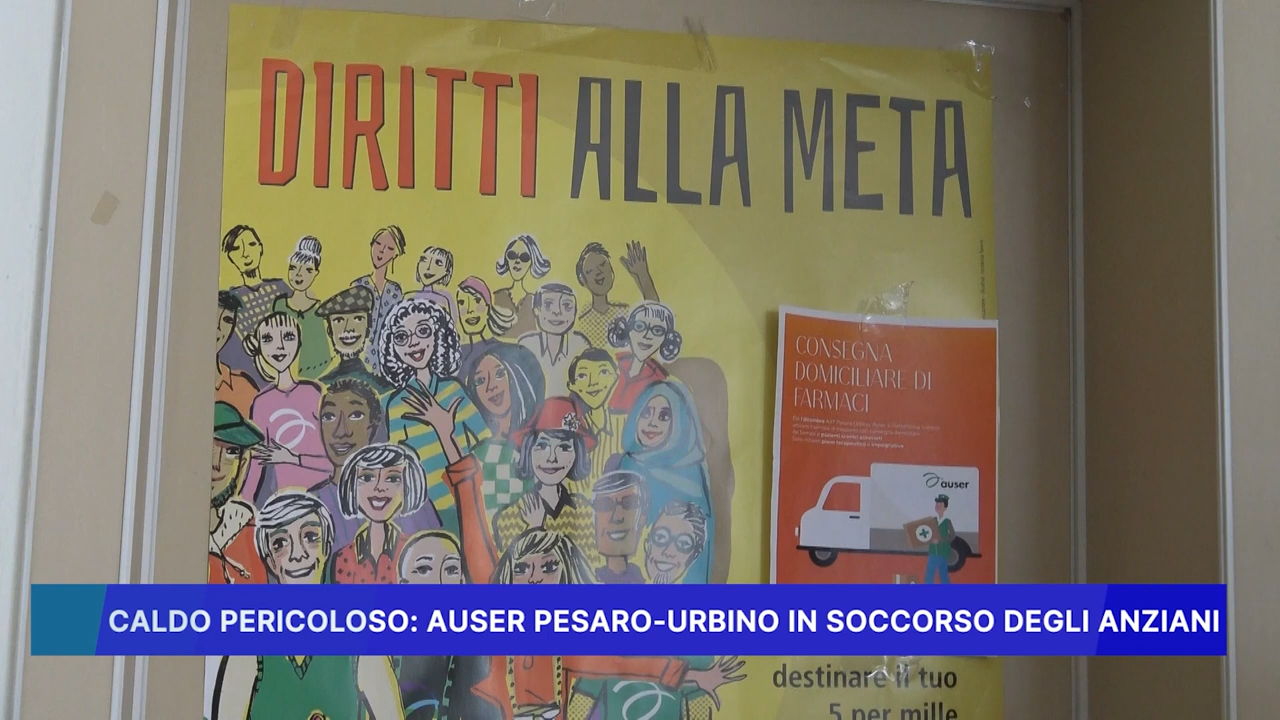 DIRITTI ALLA META
CONSEGNA
DOMICILIARE DI
FARMACI
auser
CALDO PERICOLOSO: AUSER PESARO-URBINO IN SOCCORSO DEGLI ANZIANI
destinare il tuo
5 per mille